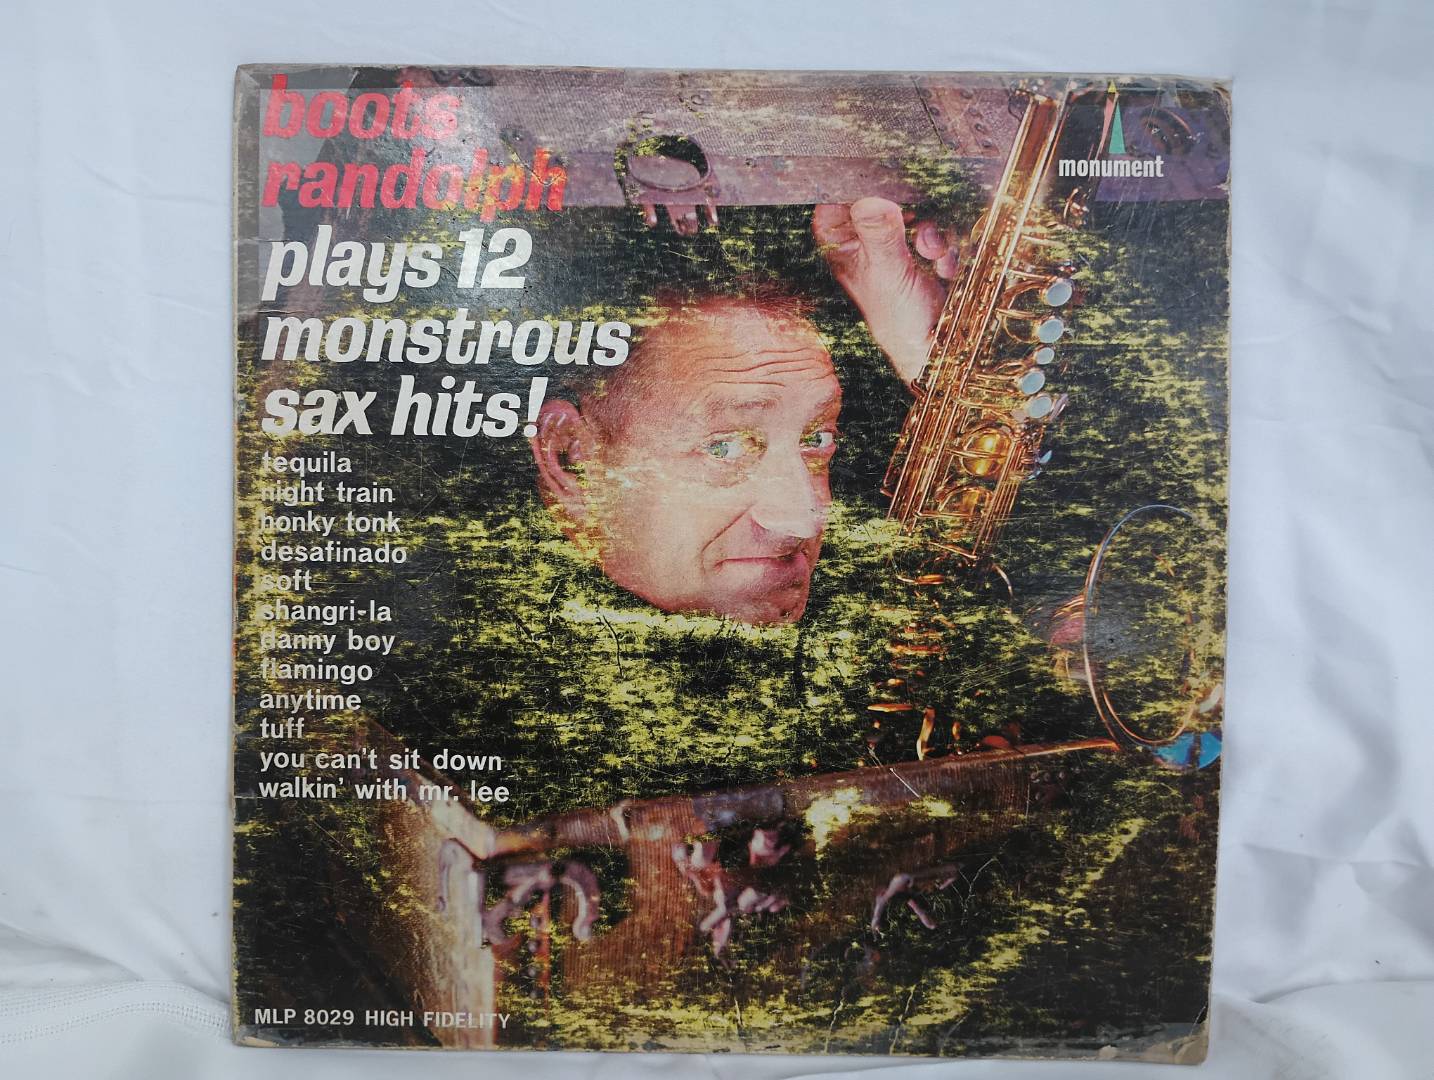 boots
randolph
plays 12
monstrous
sax hits!
tequila
night train
honky tonk
desafinado
soft
shangri-la
danny boy
flamingo
anytime
tuff
you can't sit down
walkin' with mr. lee
monument
MLP 8029 HIGH FIDELITY